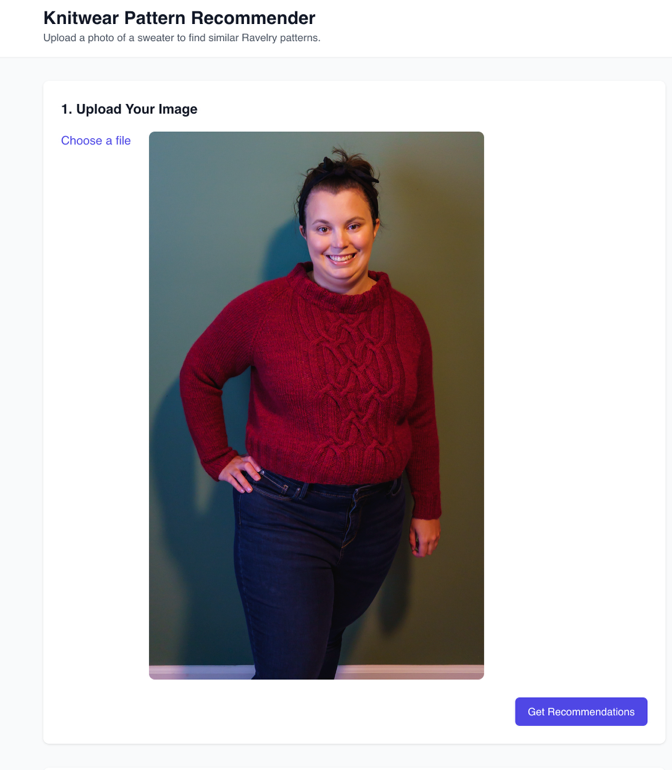 Knitwear Pattern Recommender
Upload a photo of a sweater to find similar Ravelry patterns.
1. Upload Your Image
Choose a file
Get Recommendations